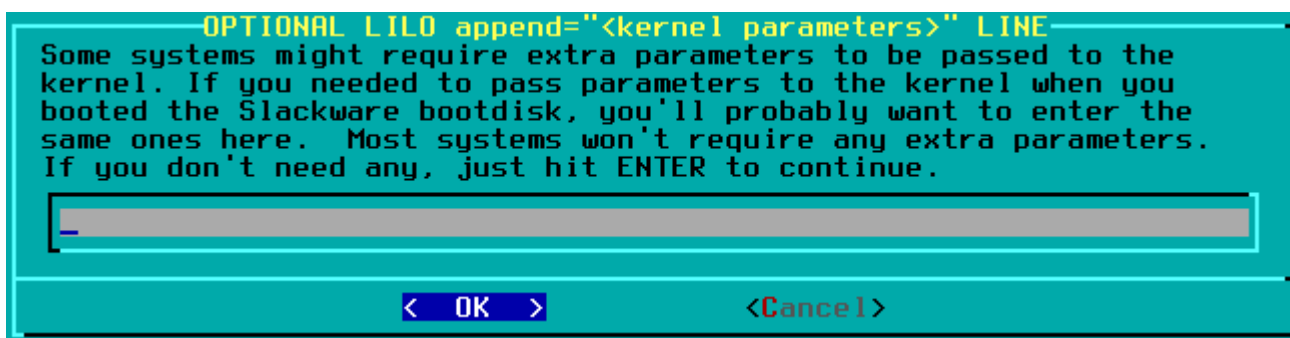 OPTIONAL LILO append="<kernel parameters>" LINE
Some systems might require extra parameters to be passed to the
kernel. If you needed to pass parameters to the kernel when you
booted the Slackware bootdisk, you'll probably want to enter the
same ones here.  Most systems won't require any extra parameters.
If you don't need any, just hit ENTER to continue.
<  OK  > <Cancel>